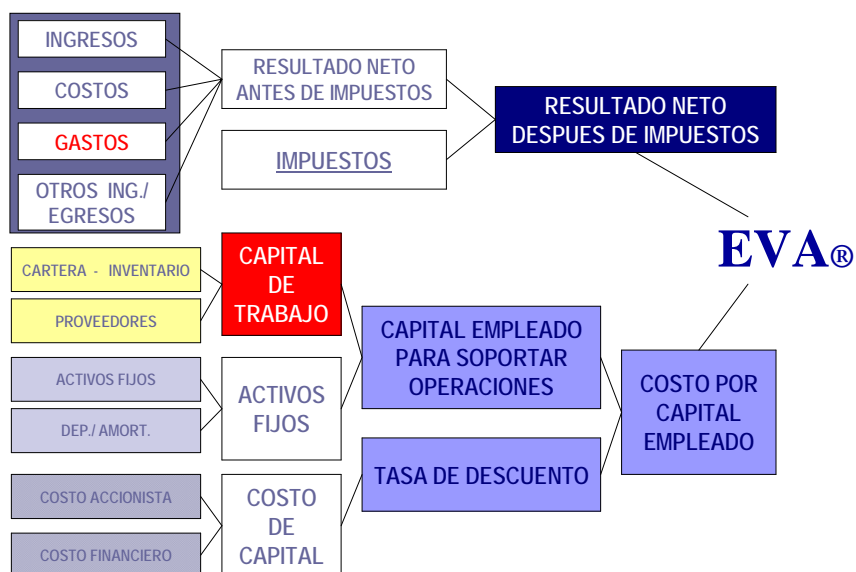 INGRESOS
COSTOS
GASTOS
OTROS ING./
EGRESOS
RESULTADO NETO
ANTES DE IMPUESTOS
IMPUESTOS
RESULTADO NETO
DESPUES DE IMPUESTOS
EVA®
CARTERA - INVENTARIO
PROVEEDORES
CAPITAL
DE
TRABAJO
ACTIVOS FIJOS
DEP./ AMORT.
ACTIVOS
FIJOS
CAPITAL EMPLEADO
PARA SOPORTAR
OPERACIONES
COSTO ACCIONISTA
COSTO FINANCIERO
COSTO
DE
CAPITAL
TASA DE DESCUENTO
COSTO POR
CAPITAL
EMPLEADO